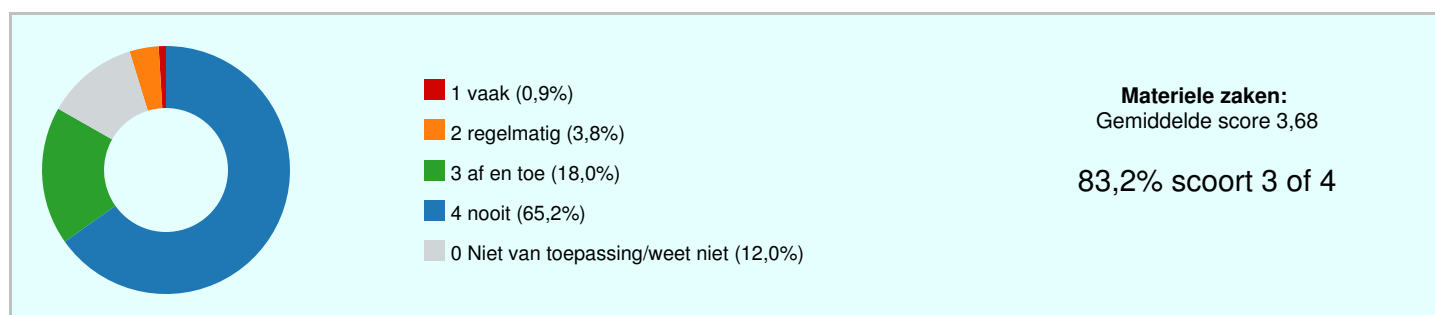 1 vaak (0,9%)
2 regelmatig (3,8%)
3 af en toe (18,0%)
4 nooit (65,2%)
0 Niet van toepassing/weet niet (12,0%)
Materiele zaken:
Gemiddelde score 3,68
83,2% scoort 3 of 4